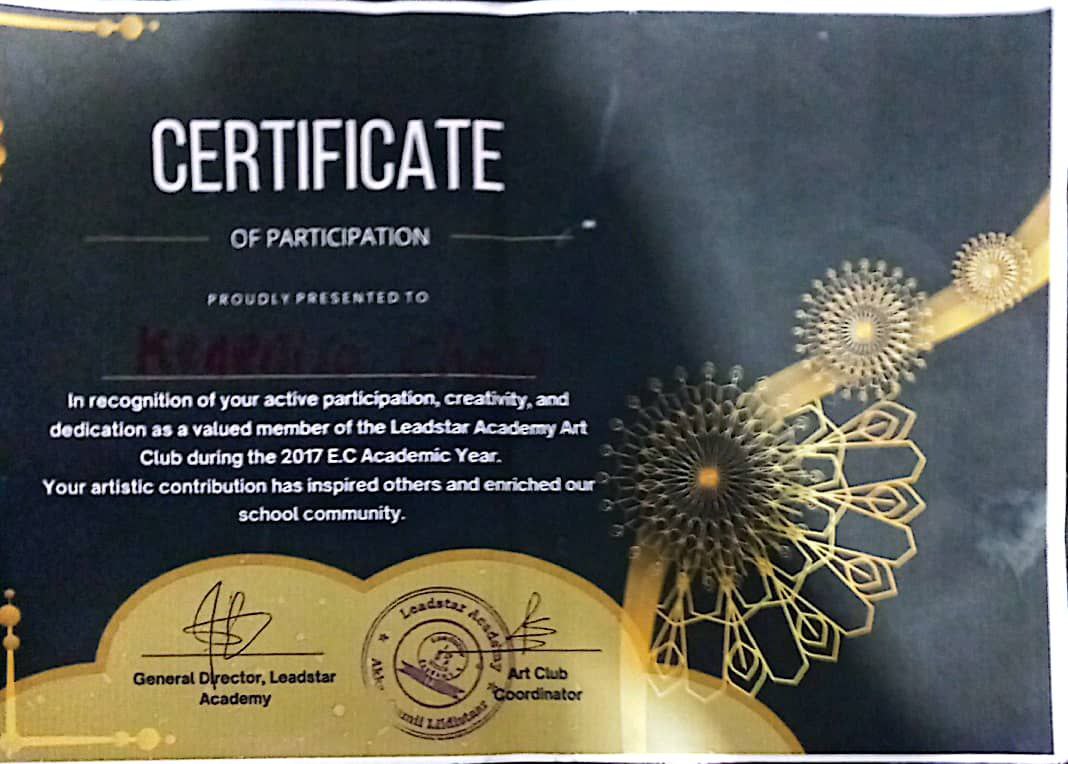 CERTIFICATE
OF PARTICIPATION
PROUDLY PRESENTED TO
In recognition of your active participation, creativity, and
dedication as a valued member of the Leadstar Academy Art
Club during the 2017 E.C Academic Year.
Your artistic contribution has inspired others and enriched our
school community.
General Director, Leadstar
Academy
Leadstar Academy
Art Club
Coordinator